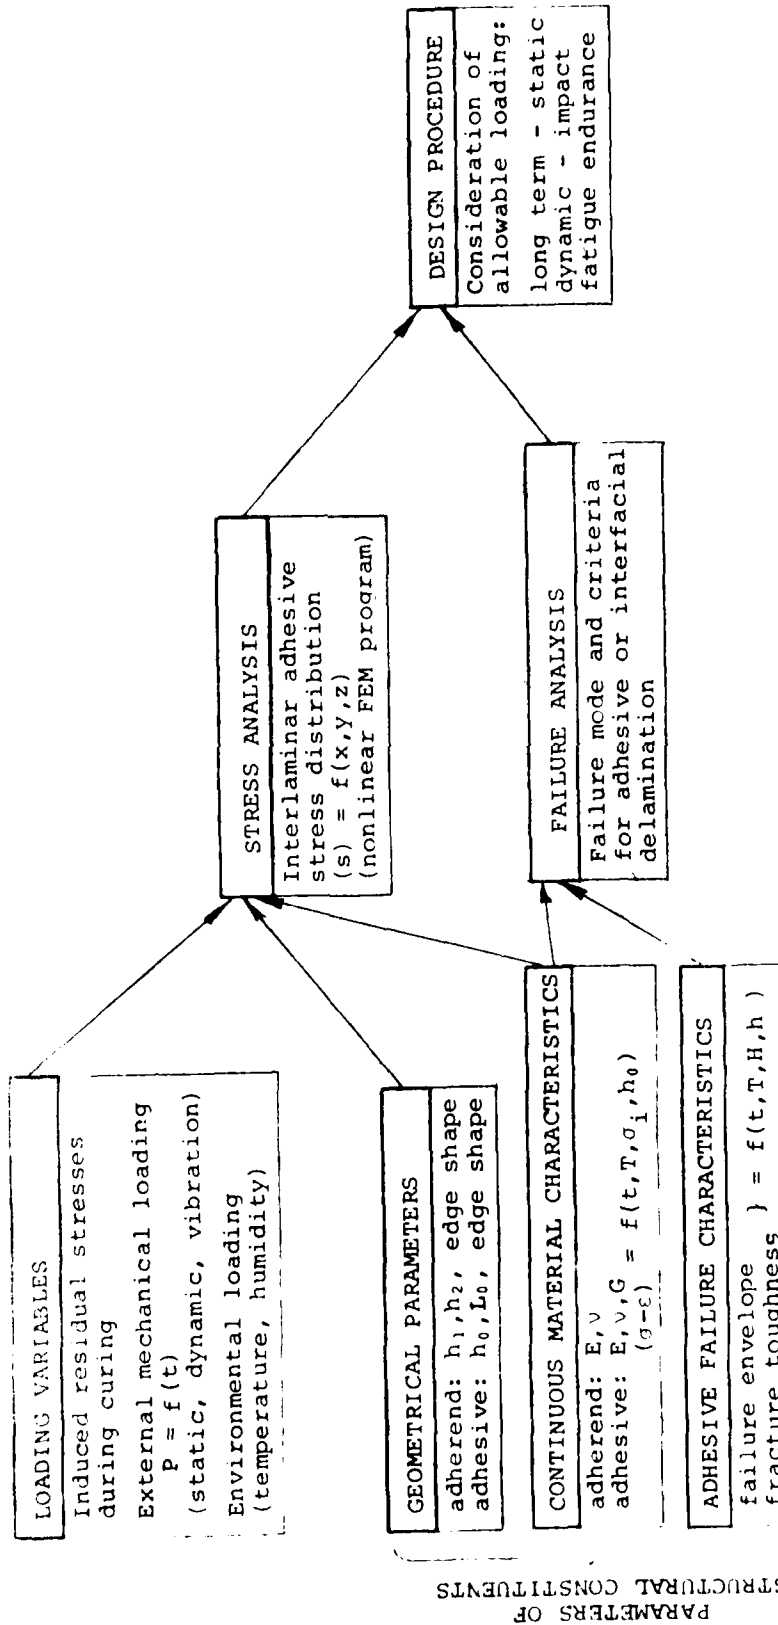 LOADING VARIABLES
Induced residual stresses
during curing
External mechanical loading
P = f(t)
(static, dynamic, vibration)
Environmental loading
(temperature, humidity)
PARAMETERS OF
STRUCTURAL CONSTITUENTS
GEOMETRICAL PARAMETERS
adherend: h₁,h₂, edge shape
adhesive: h₀,L₀, edge shape
CONTINUOUS MATERIAL CHARACTERISTICS
adherend: E,ν
adhesive: E,ν,G = f(t,T,σᵢ,h₀)
(σ-ε)
ADHESIVE FAILURE CHARACTERISTICS
failure envelope } = f(t,T,H,h )
fracture toughness
STRESS ANALYSIS
Interlaminar adhesive
stress distribution
(s) = f(x,y,z)
(nonlinear FEM program)
FAILURE ANALYSIS
Failure mode and criteria
for adhesive or interfacial
delamination
DESIGN PROCEDURE
Consideration of
allowable loading:
long term - static
dynamic - impact
fatigue endurance